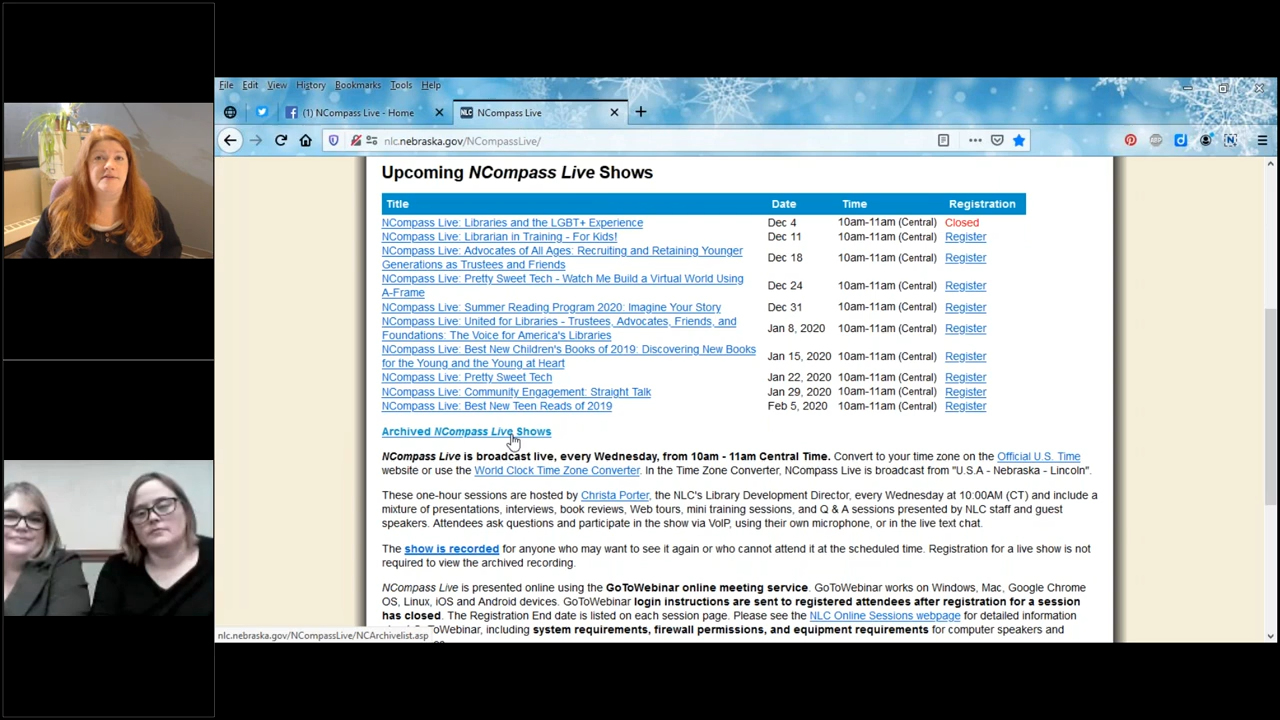 File Edit View History Bookmarks Tools Help
(1) NCompass Live - Home
NLC NCompass Live
nlc.nebraska.gov/NCompassLive/
Upcoming NCompass Live Shows
Title Date Time Registration
NCompass Live: Libraries and the LGBT+ Experience Dec 4 10am-11am (Central) Closed
NCompass Live: Librarian in Training - For Kids! Dec 11 10am-11am (Central) Register
NCompass Live: Advocates of All Ages: Recruiting and Retaining Younger
Generations as Trustees and Friends Dec 18 10am-11am (Central) Register
NCompass Live: Pretty Sweet Tech - Watch Me Build a Virtual World Using
A-Frame Dec 24 10am-11am (Central) Register
NCompass Live: Summer Reading Program 2020: Imagine Your Story Dec 31 10am-11am (Central) Register
NCompass Live: United for Libraries - Trustees, Advocates, Friends, and
Foundations: The Voice for America's Libraries Jan 8, 2020 10am-11am (Central) Register
NCompass Live: Best New Children's Books of 2019: Discovering New Books
for the Young and the Young at Heart Jan 15, 2020 10am-11am (Central) Register
NCompass Live: Pretty Sweet Tech Jan 22, 2020 10am-11am (Central) Register
NCompass Live: Community Engagement: Straight Talk Jan 29, 2020 10am-11am (Central) Register
NCompass Live: Best New Teen Reads of 2019 Feb 5, 2020 10am-11am (Central) Register
Archived NCompass Live Shows
NCompass Live is broadcast live, every Wednesday, from 10am - 11am Central Time. Convert to your time zone on the Official U.S. Time
website or use the World Clock Time Zone Converter. In the Time Zone Converter, NCompass Live is broadcast from "U.S.A - Nebraska - Lincoln".
These one-hour sessions are hosted by Christa Porter, the NLC's Library Development Director, every Wednesday at 10:00AM (CT) and include a
mixture of presentations, interviews, book reviews, Web tours, mini training sessions, and Q & A sessions presented by NLC staff and guest
speakers. Attendees ask questions and participate in the show via VoIP, using their own microphone, or in the live text chat.
The show is recorded for anyone who may want to see it again or who cannot attend it at the scheduled time. Registration for a live show is not
required to view the archived recording.
NCompass Live is presented online using the GoToWebinar online meeting service. GoToWebinar works on Windows, Mac, Google Chrome
OS, Linux, iOS and Android devices. GoToWebinar login instructions are sent to registered attendees after registration for a session
has closed. The Registration End date is listed on each session page. Please see the NLC Online Sessions webpage for detailed information
ToWebinar, including system requirements, firewall permissions, and equipment requirements for computer speakers and
nlc.nebraska.gov/NCompassLive/NCArchivelist.asp